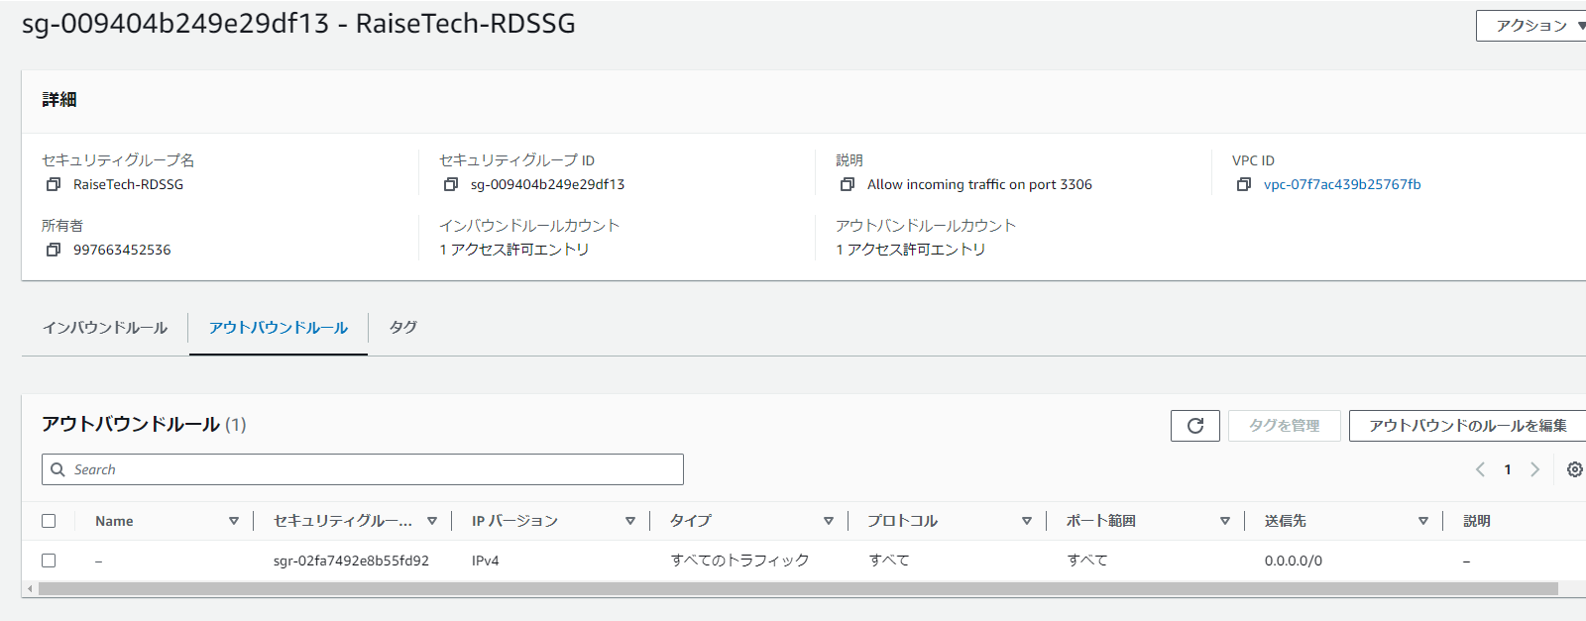 sg-009404b249e29df13 - RaiseTech-RDSSG
アクション
詳細
セキュリティグループ名 セキュリティグループ ID 説明 VPC ID
RaiseTech-RDSSG sg-009404b249e29df13 Allow incoming traffic on port 3306 vpc-07f7ac439b25767fb
所有者 インバウンドルールカウント アウトバンドルールカウント
997663452536 1 アクセス許可エントリ 1 アクセス許可エントリ
インバウンドルール アウトバウンドルール タグ
アウトバウンドルール (1) タグを管理 アウトバウンドのルールを編集
Search 1
Name セキュリティグルー... IP バージョン タイプ プロトコル ポート範囲 送信先 説明
– sgr-02fa7492e8b55fd92 IPv4 すべてのトラフィック すべて すべて 0.0.0.0/0 –